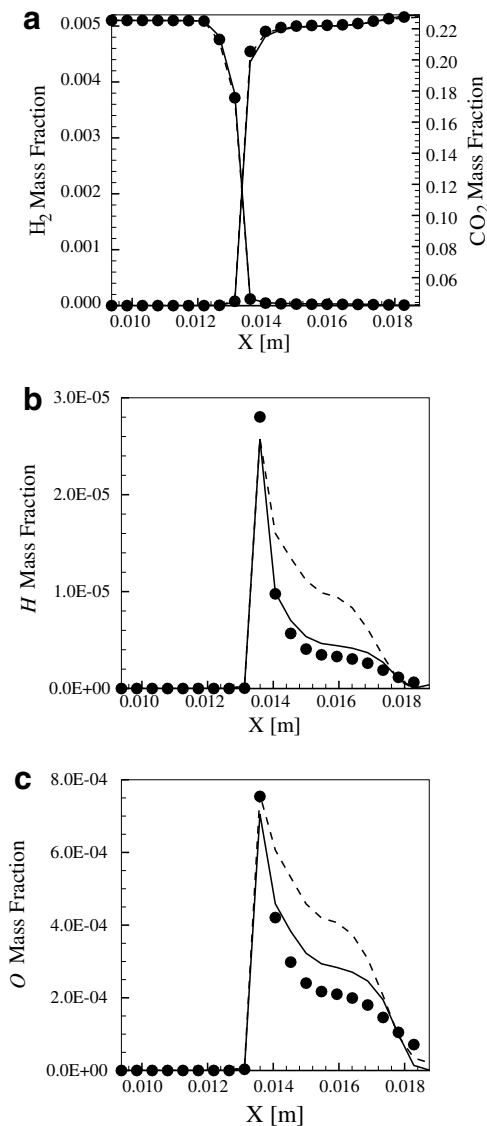 a
0.005
0.004
0.003
0.002
0.001
0.000
H2 Mass Fraction
0.22
0.20
0.18
0.16
0.14
0.12
0.10
0.08
0.06
CO2 Mass Fraction
0.010 0.012 0.014 0.016 0.018
X [m]
b
3.0E-05
2.0E-05
1.0E-05
0.0E+00
H Mass Fraction
0.010 0.012 0.014 0.016 0.018
X [m]
c
8.0E-04
6.0E-04
4.0E-04
2.0E-04
0.0E+00
O Mass Fraction
0.010 0.012 0.014 0.016 0.018
X [m]